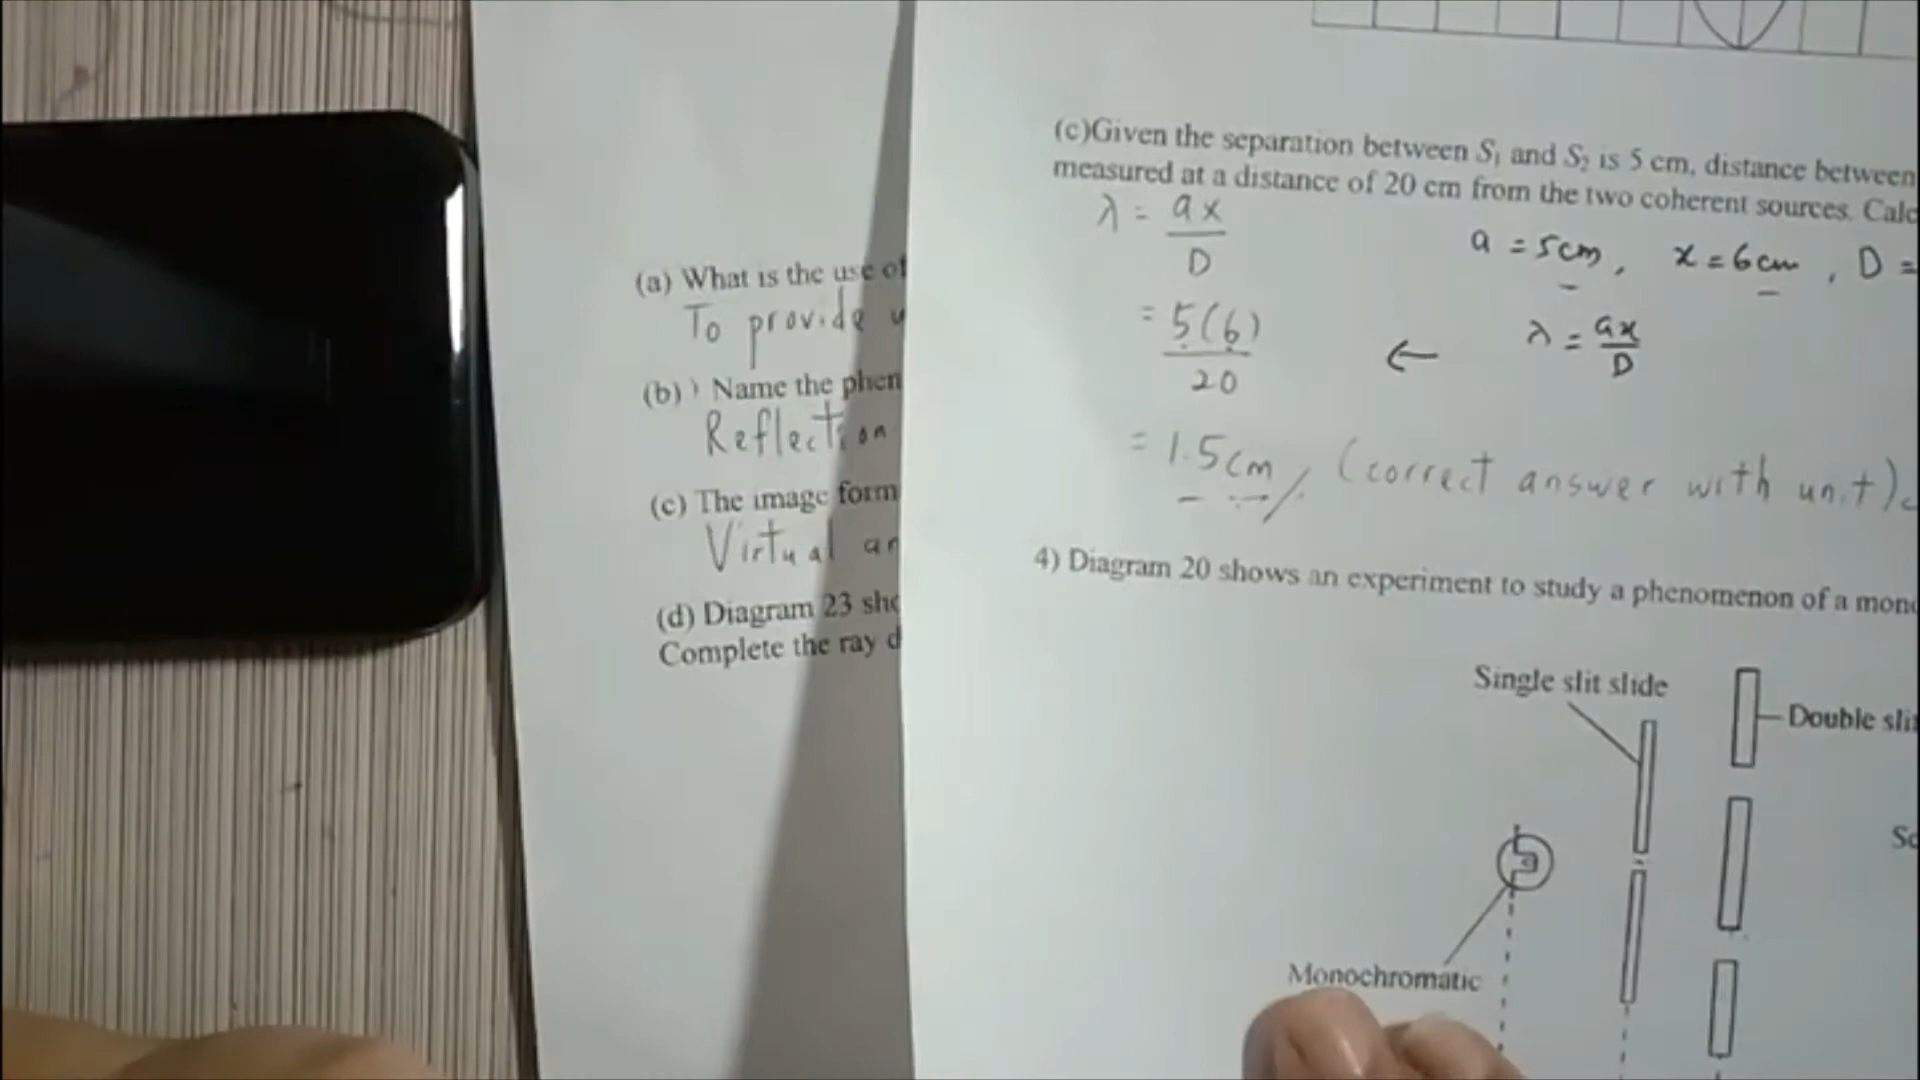 (a) What is the use of
To provide
(b) ) Name the phen
Reflection
(c) The image form
Virtual an
(d) Diagram 23 sho
Complete the ray d
(c)Given the separation between S₁ and S₂ is 5 cm, distance between
measured at a distance of 20 cm from the two coherent sources. Calc
λ = ax/D
a = 5cm, x = 6cm, D =
= 5(6)/20
← λ = ax/D
= 1.5cm, (correct answer with unit)
4) Diagram 20 shows an experiment to study a phenomenon of a mono
Single slit slide
Double slit
Sc
Monochromatic